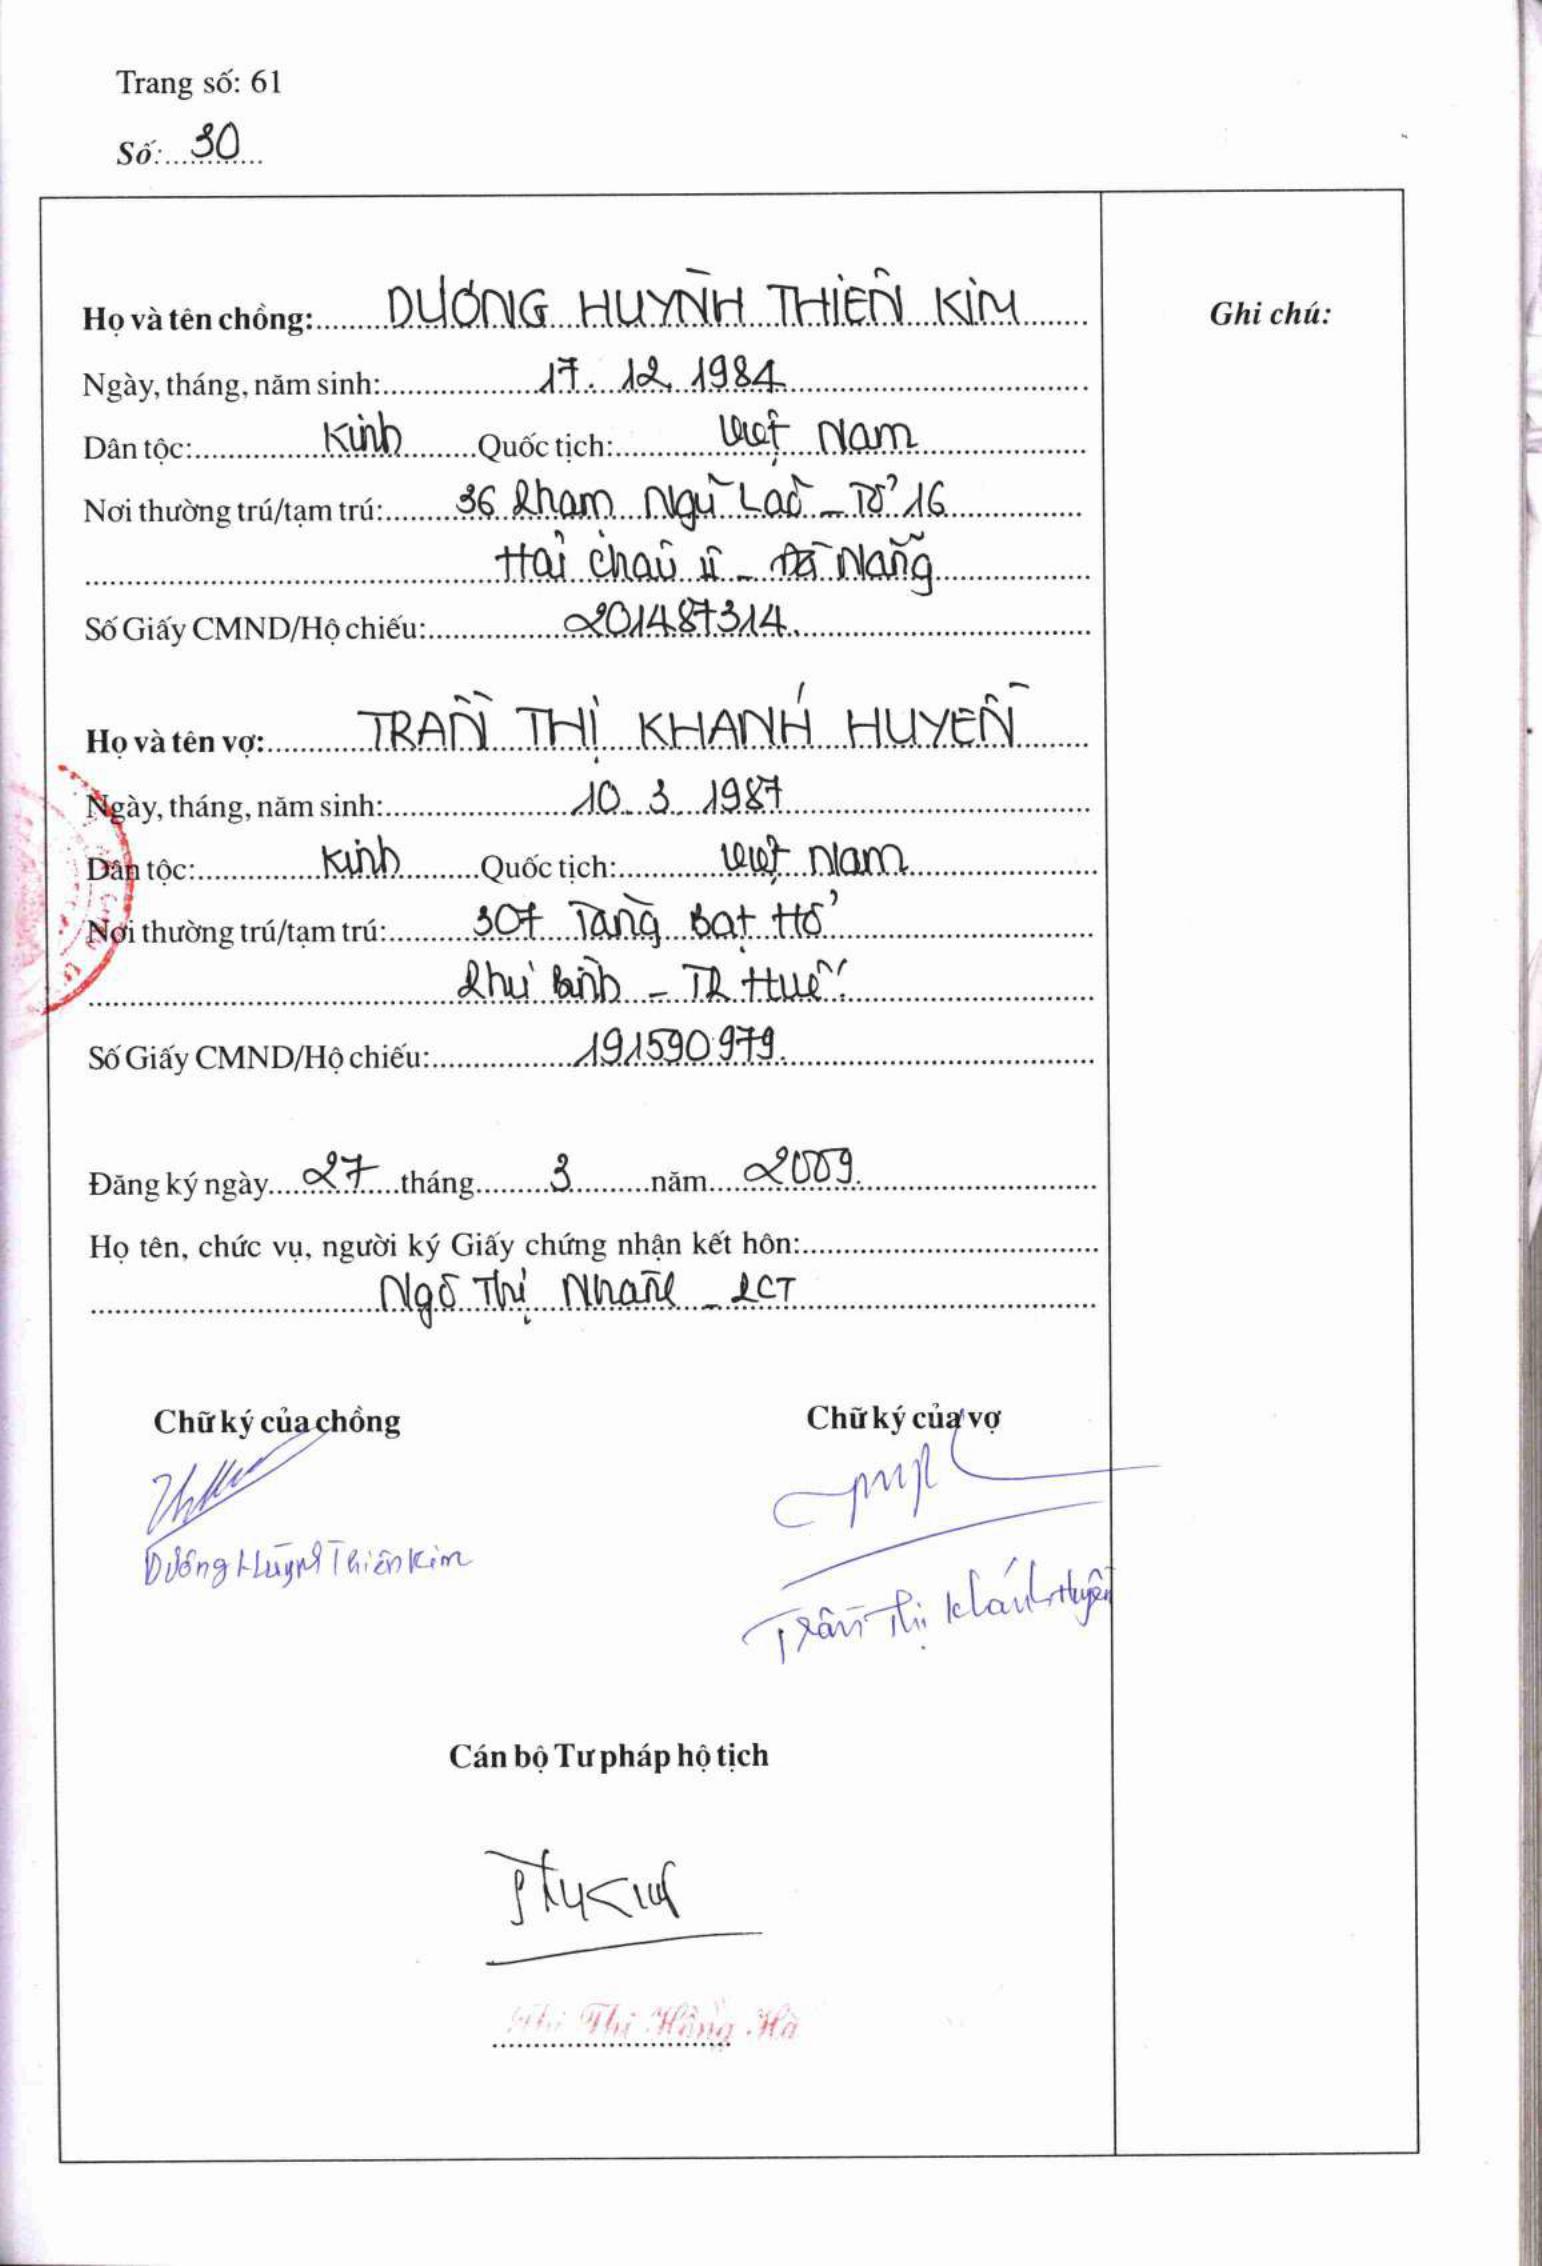 Trang số: 61
Số: 30
Họ và tên chồng: DƯƠNG HUỲNH THIÊN KIM
Ghi chú:
Ngày, tháng, năm sinh: 17. 12. 1984
Dân tộc: Kinh Quốc tịch: Việt Nam
Nơi thường trú/tạm trú: 36 Phạm Ngũ Lão - Tổ 16
Hải Châu II - Đà Nẵng
Số Giấy CMND/Hộ chiếu: 201487314
Họ và tên vợ: TRẦN THỊ KHÁNH HUYỀN
Ngày, tháng, năm sinh: 10. 3. 1987
Dân tộc: Kinh Quốc tịch: Việt Nam
Nơi thường trú/tạm trú: 307 Tăng Bạt Hổ
Phú Bình - TP Huế
Số Giấy CMND/Hộ chiếu: 191590979.
Đăng ký ngày 27 tháng 3 năm 2009.
Họ tên, chức vụ, người ký Giấy chứng nhận kết hôn:
Ngô Thị - PCT
Chữ ký của chồng Chữ ký của vợ
Dương Huỳnh Thiên Kim
Trần Thị Khánh Huyền
Cán bộ Tư pháp hộ tịch
Thị Hồng Hà